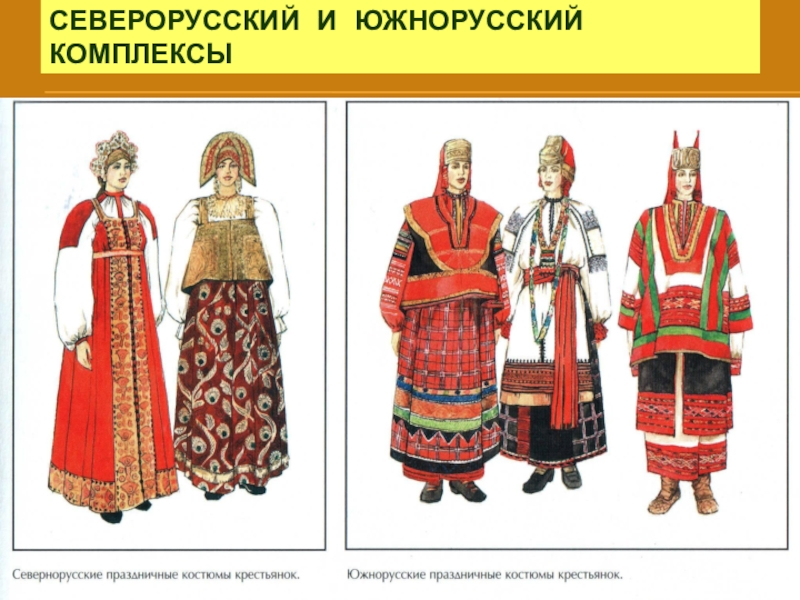 СЕВЕРОРУССКИЙ И ЮЖНОРУССКИЙ
КОМПЛЕКСЫ
Севернорусские праздничные костюмы крестьянок.
Южнорусские праздничные костюмы крестьянок.